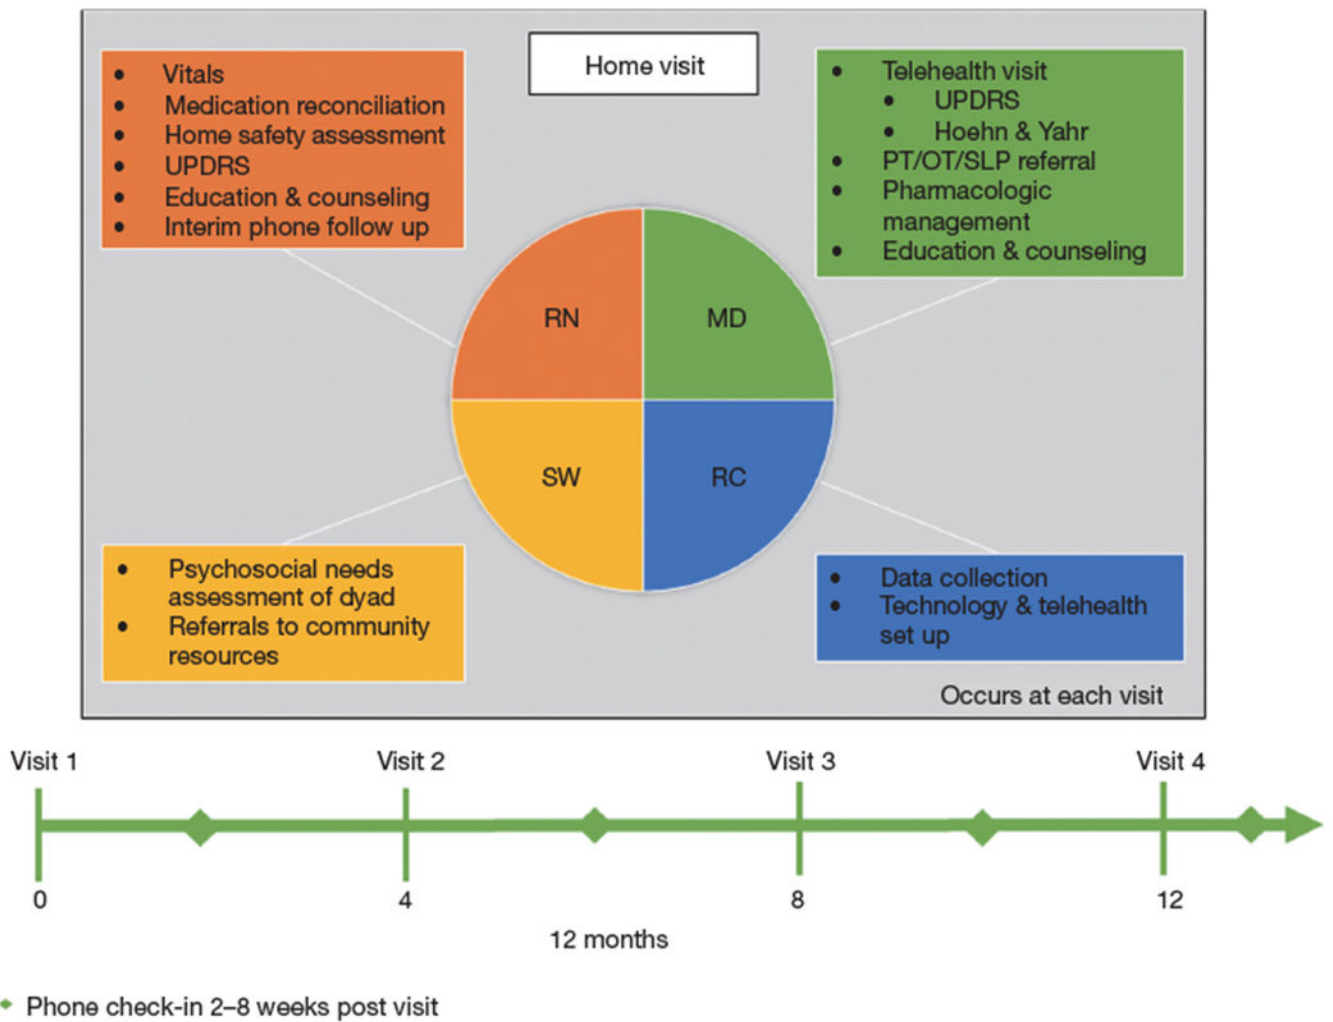 Home visit
• Vitals
• Medication reconciliation
• Home safety assessment
• UPDRS
• Education & counseling
• Interim phone follow up
• Telehealth visit
• UPDRS
• Hoehn & Yahr
• PT/OT/SLP referral
• Pharmacologic
management
• Education & counseling
RN
MD
SW
RC
• Psychosocial needs
assessment of dyad
• Referrals to community
resources
• Data collection
• Technology & telehealth
set up
Occurs at each visit
Visit 1
Visit 2
Visit 3
Visit 4
0
4
8
12
12 months
Phone check-in 2–8 weeks post visit